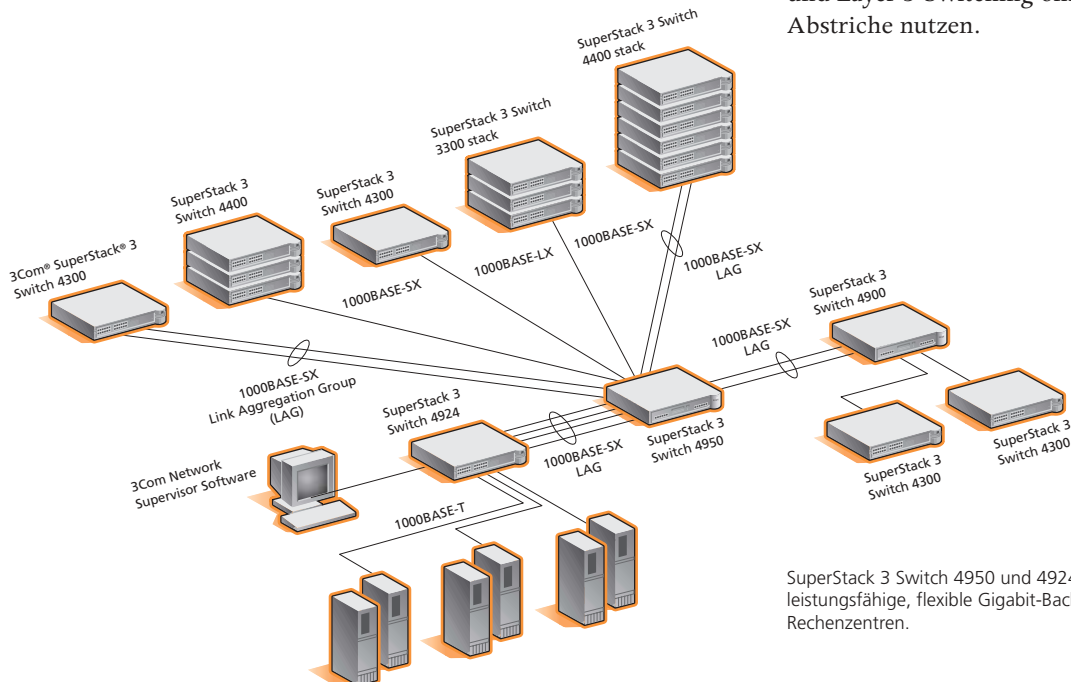 und Layer 3 Switching
Abstriche nutzen.
SuperStack 3 Switch
4400 stack
SuperStack 3 Switch
3300 stack
SuperStack 3
Switch 4300
SuperStack 3
Switch 4400
3Com® SuperStack® 3
Switch 4300
1000BASE-SX
1000BASE-LX
1000BASE-SX
1000BASE-SX
LAG
SuperStack 3
Switch 4900
1000BASE-SX
LAG
1000BASE-SX
Link Aggregation Group
(LAG)
SuperStack 3
Switch 4924
1000BASE-SX
LAG
SuperStack 3
Switch 4950
SuperStack 3
Switch 4300
SuperStack 3
Switch 4300
3Com Network
Supervisor Software
1000BASE-T
SuperStack 3 Switch 4950 und 4924
leistungsfähige, flexible
Rechenzentren.